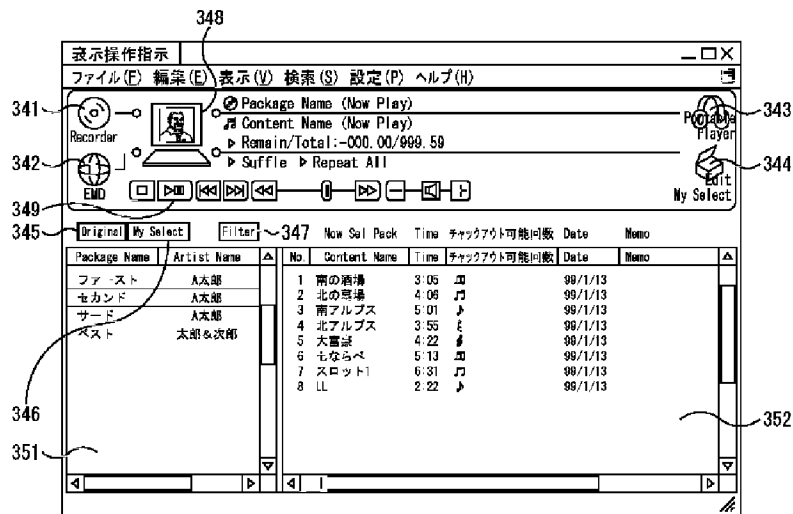 348
表示操作指示
ファイル(F) 編集(E) 表示(V) 検索(S) 設定(P) ヘルプ(H)
341
Recorder
Package Name (Now Play)
Content Name (Now Play)
Remain/Total:-000.00/999.59
Suffle Repeat All
343
Portable
Player
342
EMD
344
Edit
My Select
349
345
Original
My Select
Filter
347
Now Sel Pack Time チャックアウト可能回数 Date Memo
Package Name Artist Name
No. Content Name Time チャックアウト可能回数 Date Memo
ファースト A太郎
セカンド A太郎
サード A太郎
ベスト 太郎&次郎
1 南の酒場 3:05 99/1/13
2 北の草場 4:06 99/1/13
3 南アルプス 5:01 99/1/13
4 北アルプス 3:55 99/1/13
5 4:22 99/1/13
6 七ならべ 5:13 99/1/13
7 スロット1 6:31 99/1/13
8 LL 2:22 99/1/13
346
351
352